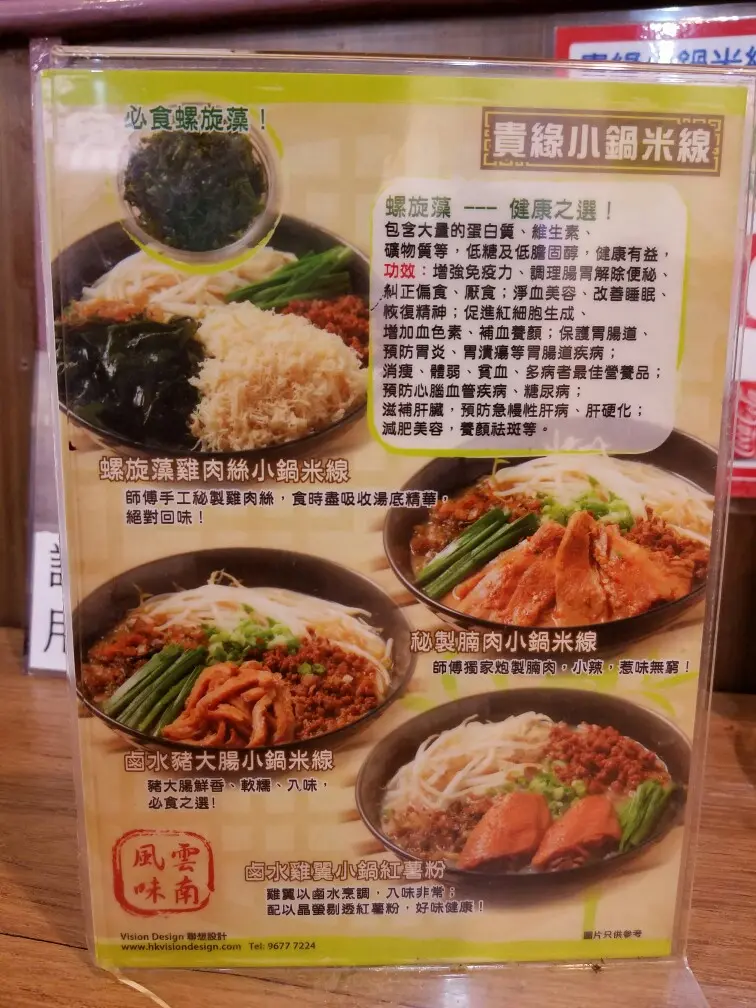 貴緣小鍋米線
必食螺旋藻！
貴緣小鍋米線
螺旋藻 --- 健康之選！
包含大量的蛋白質、維生素、
礦物質等，低糖及低膽固醇，健康有益，
功效：增強免疫力、調理腸胃解除便秘、
糾正偏食、厭食；淨血美容、改善睡眠、
恢復精神；促進紅細胞生成、
增加血色素、補血養顏；保護胃腸道、
預防胃炎、胃潰瘍等胃腸道疾病；
消瘦、體弱、貧血、多病者最佳營養品；
預防心腦血管疾病、糖尿病；
滋補肝臟，預防急慢性肝病、肝硬化；
減肥美容，養顏祛斑等。
螺旋藻雞肉絲小鍋米線
師傅手工秘製雞肉絲，食時盡吸收湯底精華，
絕對回味！
秘製腩肉小鍋米線
師傅獨家炮製腩肉，小辣，惹味無窮！
鹵水豬大腸小鍋米線
豬大腸鮮香、軟糯、入味，
必食之選!
鹵水雞翼小鍋紅薯粉
雞翼以鹵水烹調，入味非常；
配以晶螢剔透紅薯粉，好味健康！
雲南
風味
Vision Design 聯想設計
www.hkvisiondesign.com Tel: 9677 7224
圖片只供參考